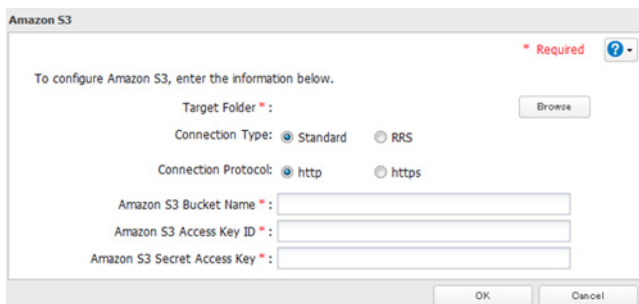 Amazon S3
* Required
To configure Amazon S3, enter the information below.
Target Folder * : Browse
Connection Type: Standard RRS
Connection Protocol: http https
Amazon S3 Bucket Name * :
Amazon S3 Access Key ID * :
Amazon S3 Secret Access Key * :
OK Cancel